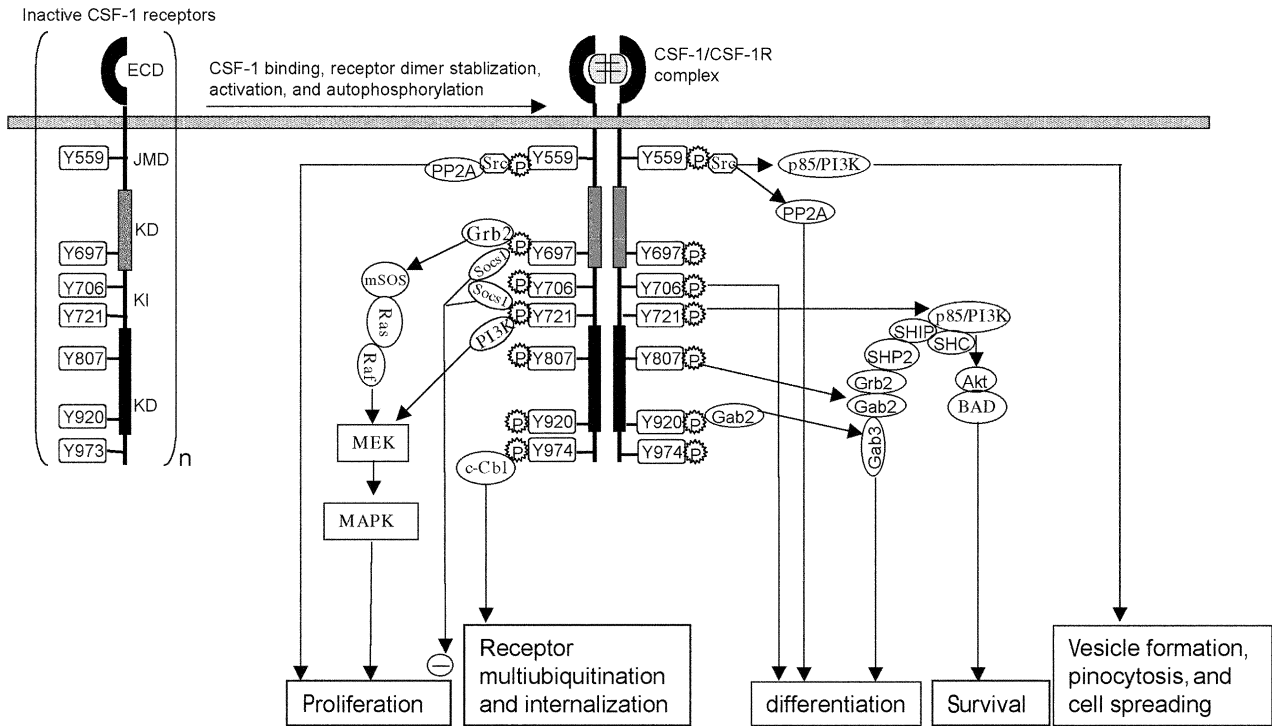 Inactive CSF-1 receptors
ECD
CSF-1 binding, receptor dimer stablization,
activation, and autophosphorylation
CSF-1/CSF-1R
complex
Y559
JMD
KD
Y697
Y706
KI
Y721
Y807
KD
Y920
Y973
n
PP2A
Src
P
Y559
Y559
P
Src
p85/PI3K
PP2A
Grb2
P
Y697
Y697
P
Socs1
mSOS
P
Y706
Y706
P
Socs1
Ras
P
Y721
Y721
P
p85/PI3K
PI3K
SHIP
SHC
Raf
P
Y807
Y807
P
SHP2
Akt
Grb2
BAD
Gab2
P
Y920
Y920
P
Gab2
Gab3
MEK
P
Y974
Y974
P
c-Cb1
MAPK
Proliferation
Receptor
multiubiquitination
and internalization
differentiation
Survival
Vesicle formation,
pinocytosis, and
cell spreading